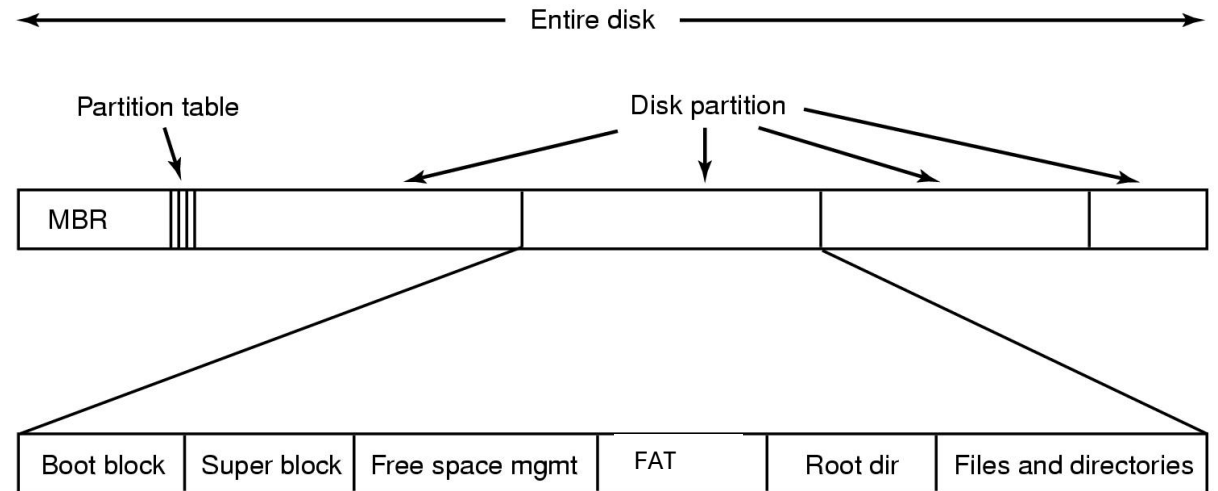 Entire disk
Partition table
Disk partition
MBR
Boot block
Super block
Free space mgmt
FAT
Root dir
Files and directories